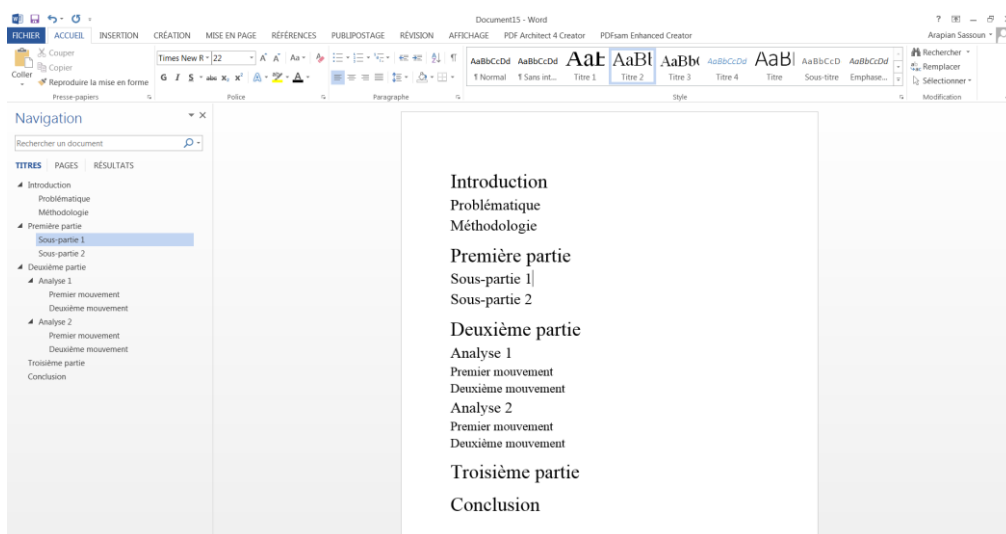 Document15 - Word
FICHIER ACCUEIL INSERTION CRÉATION MISE EN PAGE RÉFÉRENCES PUBLIPOSTAGE RÉVISION AFFICHAGE PDF Architect 4 Creator PDFsam Enhanced Creator Arapian Sassoun
Couper
Copier
Reproduire la mise en forme
Coller
Presse-papiers
Times New R 22
G I S abc X₂ X² A
Police
Paragraphe
AaBbCcDd AaBbCcDd AaB AaBb AaBb AaBbCcDd AaB AaBbCcD AaBbCcDd
¶ Normal ¶ Sans int... Titre 1 Titre 2 Titre 3 Titre 4 Titre Sous-titre Emphase...
Style
Rechercher
Remplacer
Sélectionner
Modification
Navigation
Rechercher un document
TITRES PAGES RÉSULTATS
Introduction
Problématique
Méthodologie
Première partie
Sous-partie 1
Sous-partie 2
Deuxième partie
Analyse 1
Premier mouvement
Deuxième mouvement
Analyse 2
Premier mouvement
Deuxième mouvement
Troisième partie
Conclusion
Introduction
Problématique
Méthodologie
Première partie
Sous-partie 1
Sous-partie 2
Deuxième partie
Analyse 1
Premier mouvement
Deuxième mouvement
Analyse 2
Premier mouvement
Deuxième mouvement
Troisième partie
Conclusion